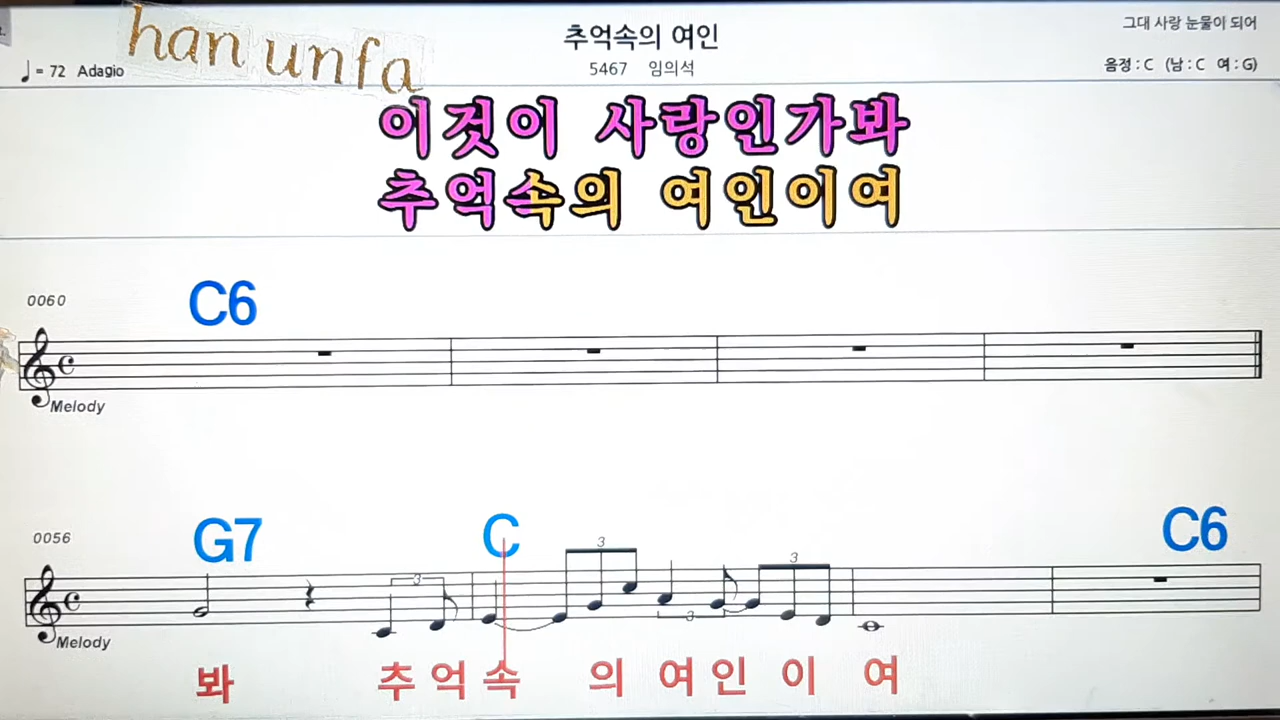 han unfa
추억속의 여인
그대 사랑 눈물이 되어
♩ = 72 Adagio
5467 임의석
음정 : C (남 : C 여 : G)
이것이 사랑인가봐
추억속의 여인이여
0060
C6
Melody
0056
G7
C
C6
3
3
3
3
Melody
봐 추 억 속 의 여 인 이 여